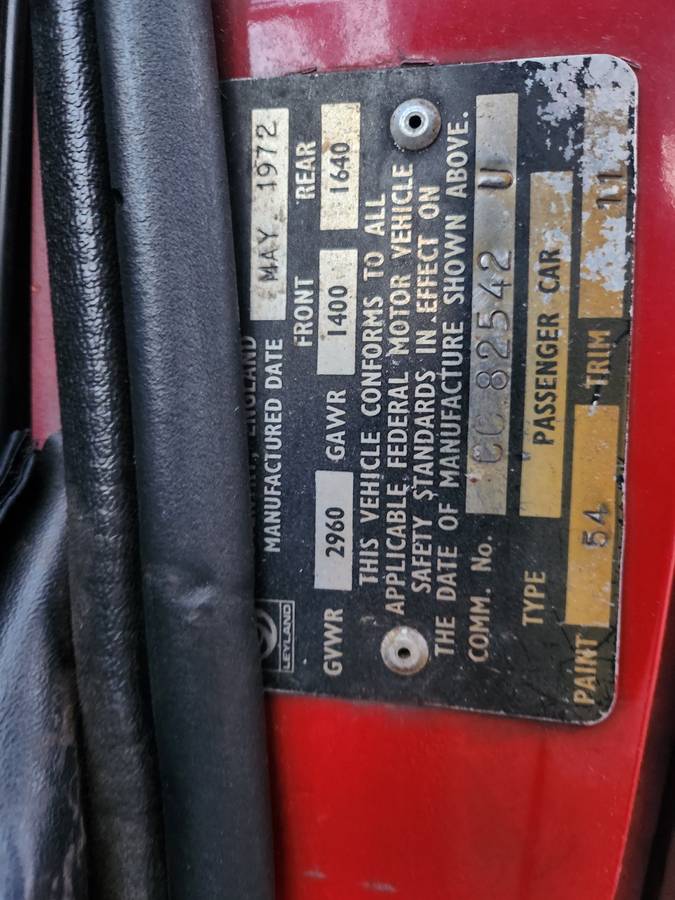 LEYLAND
ENGLAND
MANUFACTURED DATE MAY 1972
FRONT REAR
GVWR 2960 GAWR 1400 1640
THIS VEHICLE CONFORMS TO ALL
APPLICABLE FEDERAL MOTOR VEHICLE
SAFETY STANDARDS IN EFFECT ON
THE DATE OF MANUFACTURE SHOWN ABOVE.
COMM. No. CC 82542 U
TYPE PASSENGER CAR
PAINT 54 TRIM 11